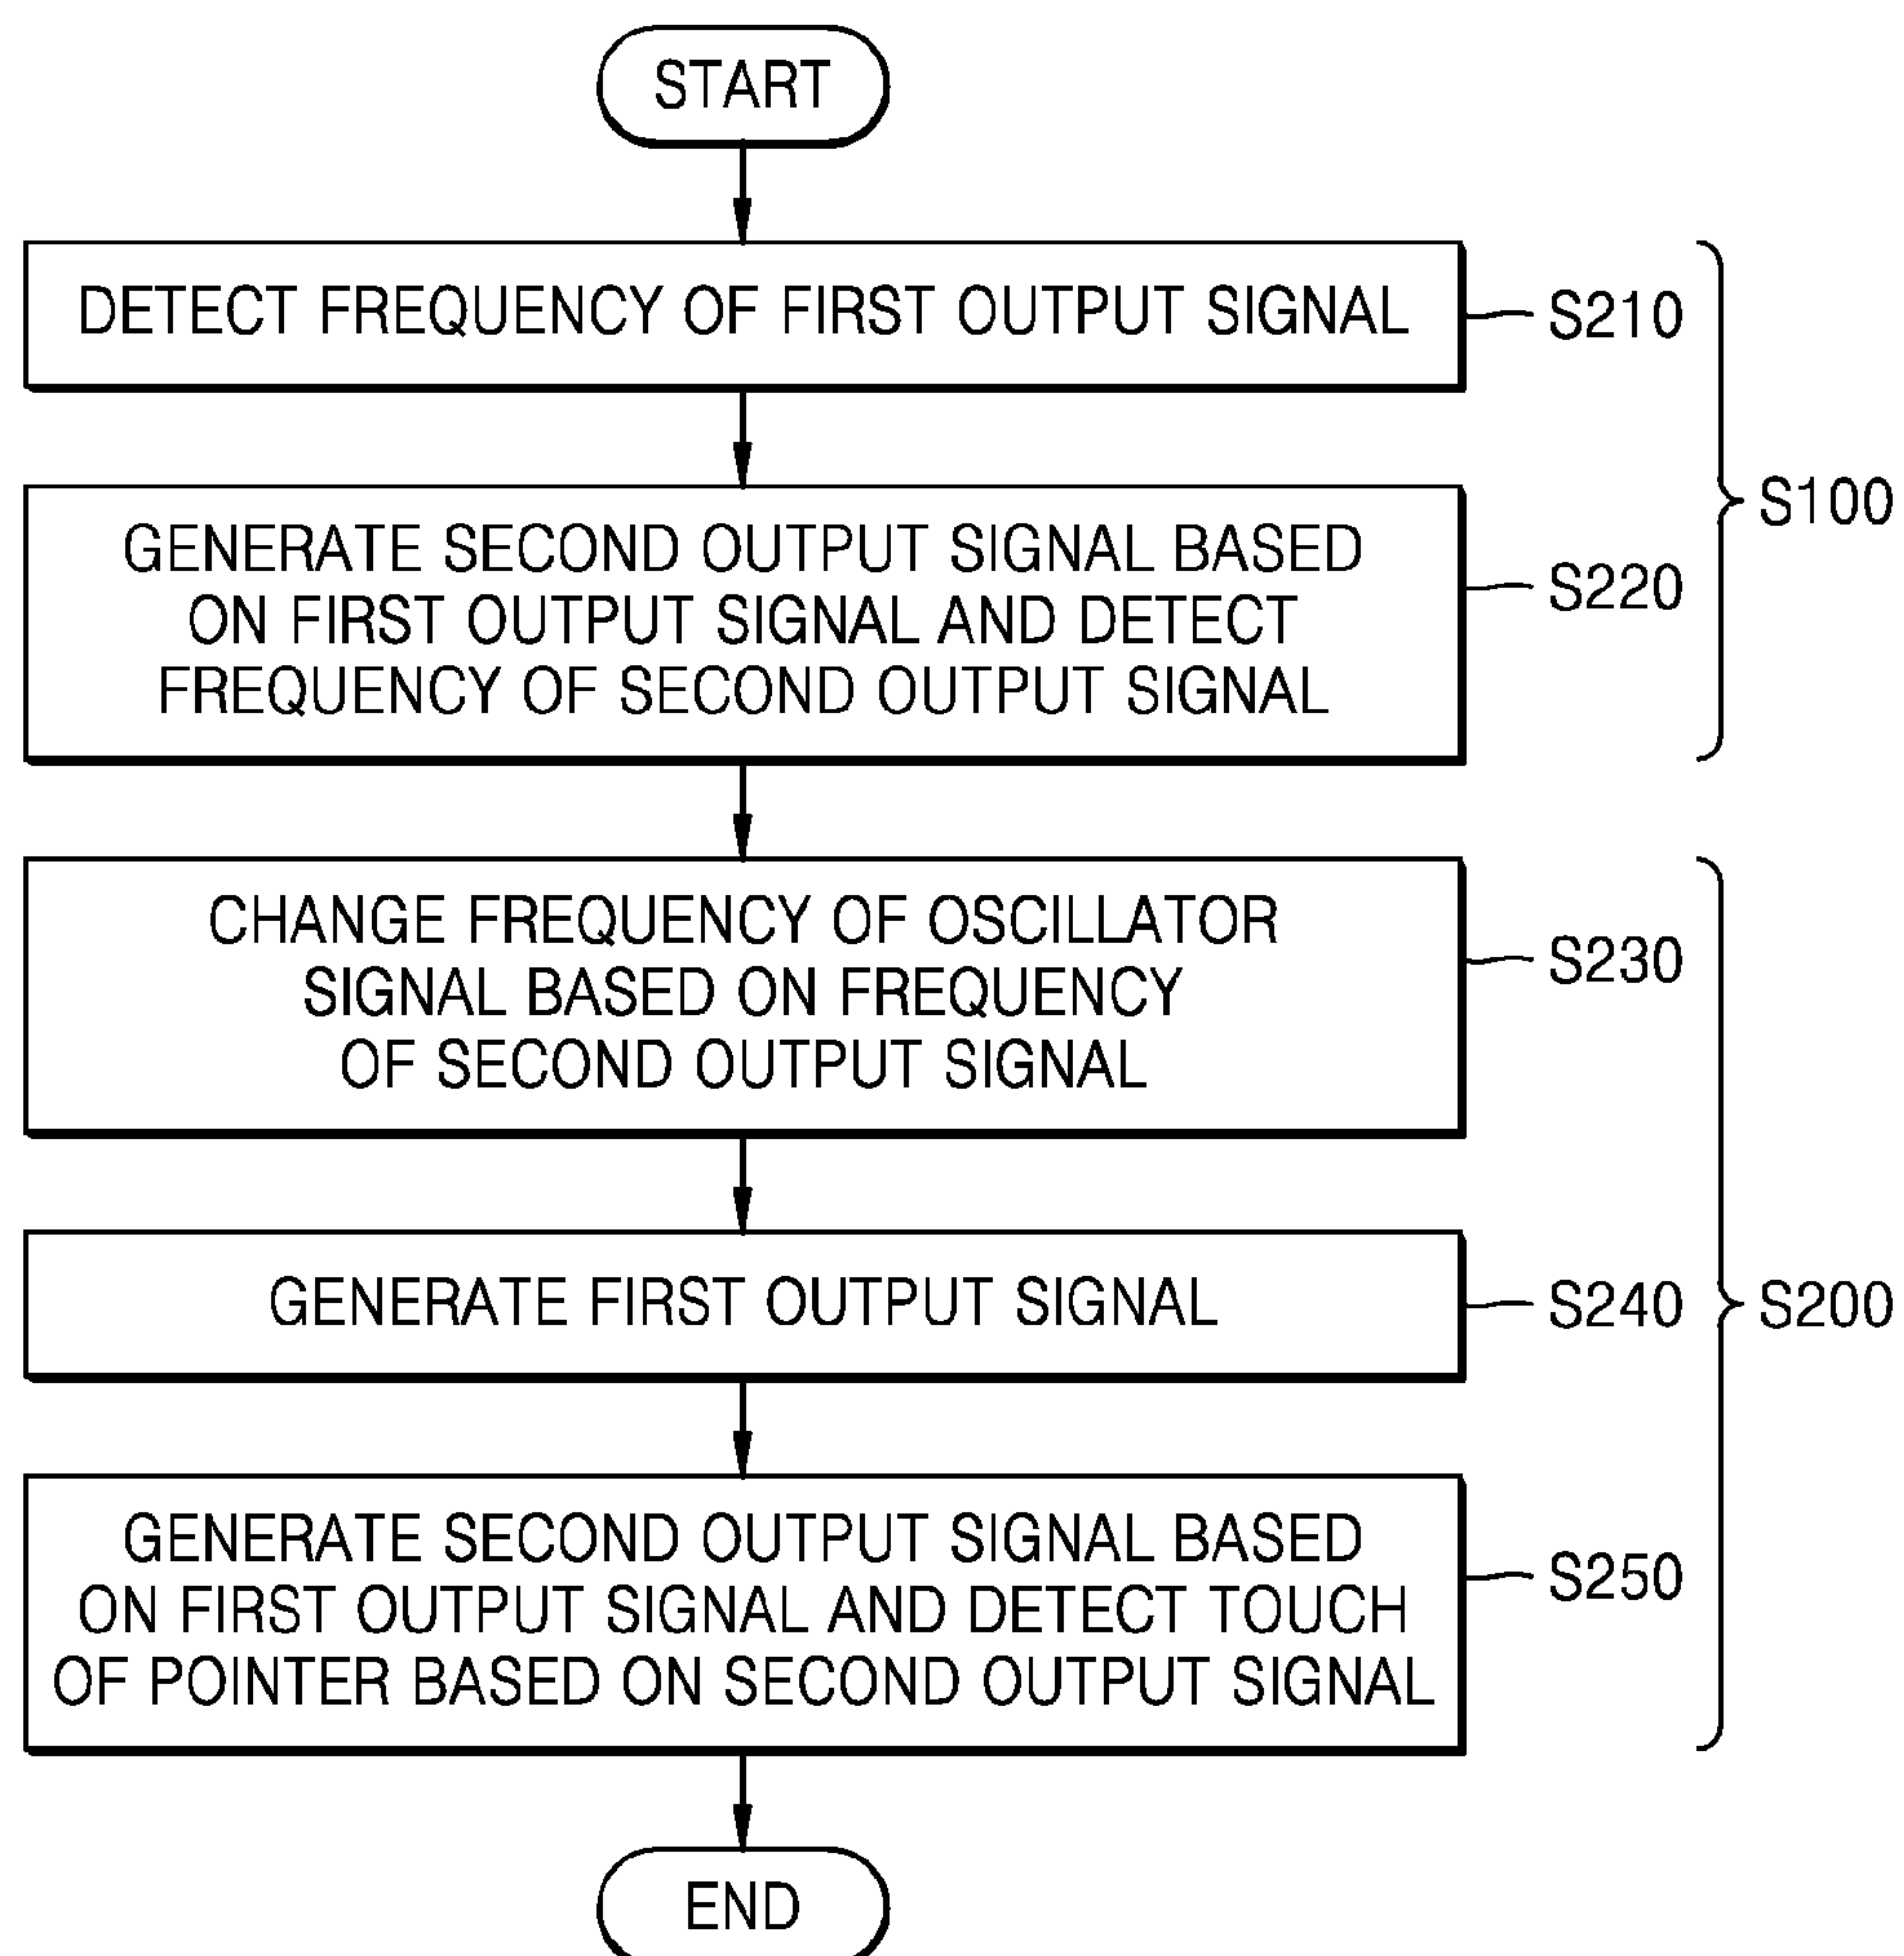 START
DETECT FREQUENCY OF FIRST OUTPUT SIGNAL
S210
GENERATE SECOND OUTPUT SIGNAL BASED
ON FIRST OUTPUT SIGNAL AND DETECT
FREQUENCY OF SECOND OUTPUT SIGNAL
S220
S100
CHANGE FREQUENCY OF OSCILLATOR
SIGNAL BASED ON FREQUENCY
OF SECOND OUTPUT SIGNAL
S230
GENERATE FIRST OUTPUT SIGNAL
S240
S200
GENERATE SECOND OUTPUT SIGNAL BASED
ON FIRST OUTPUT SIGNAL AND DETECT TOUCH
OF POINTER BASED ON SECOND OUTPUT SIGNAL
S250
END